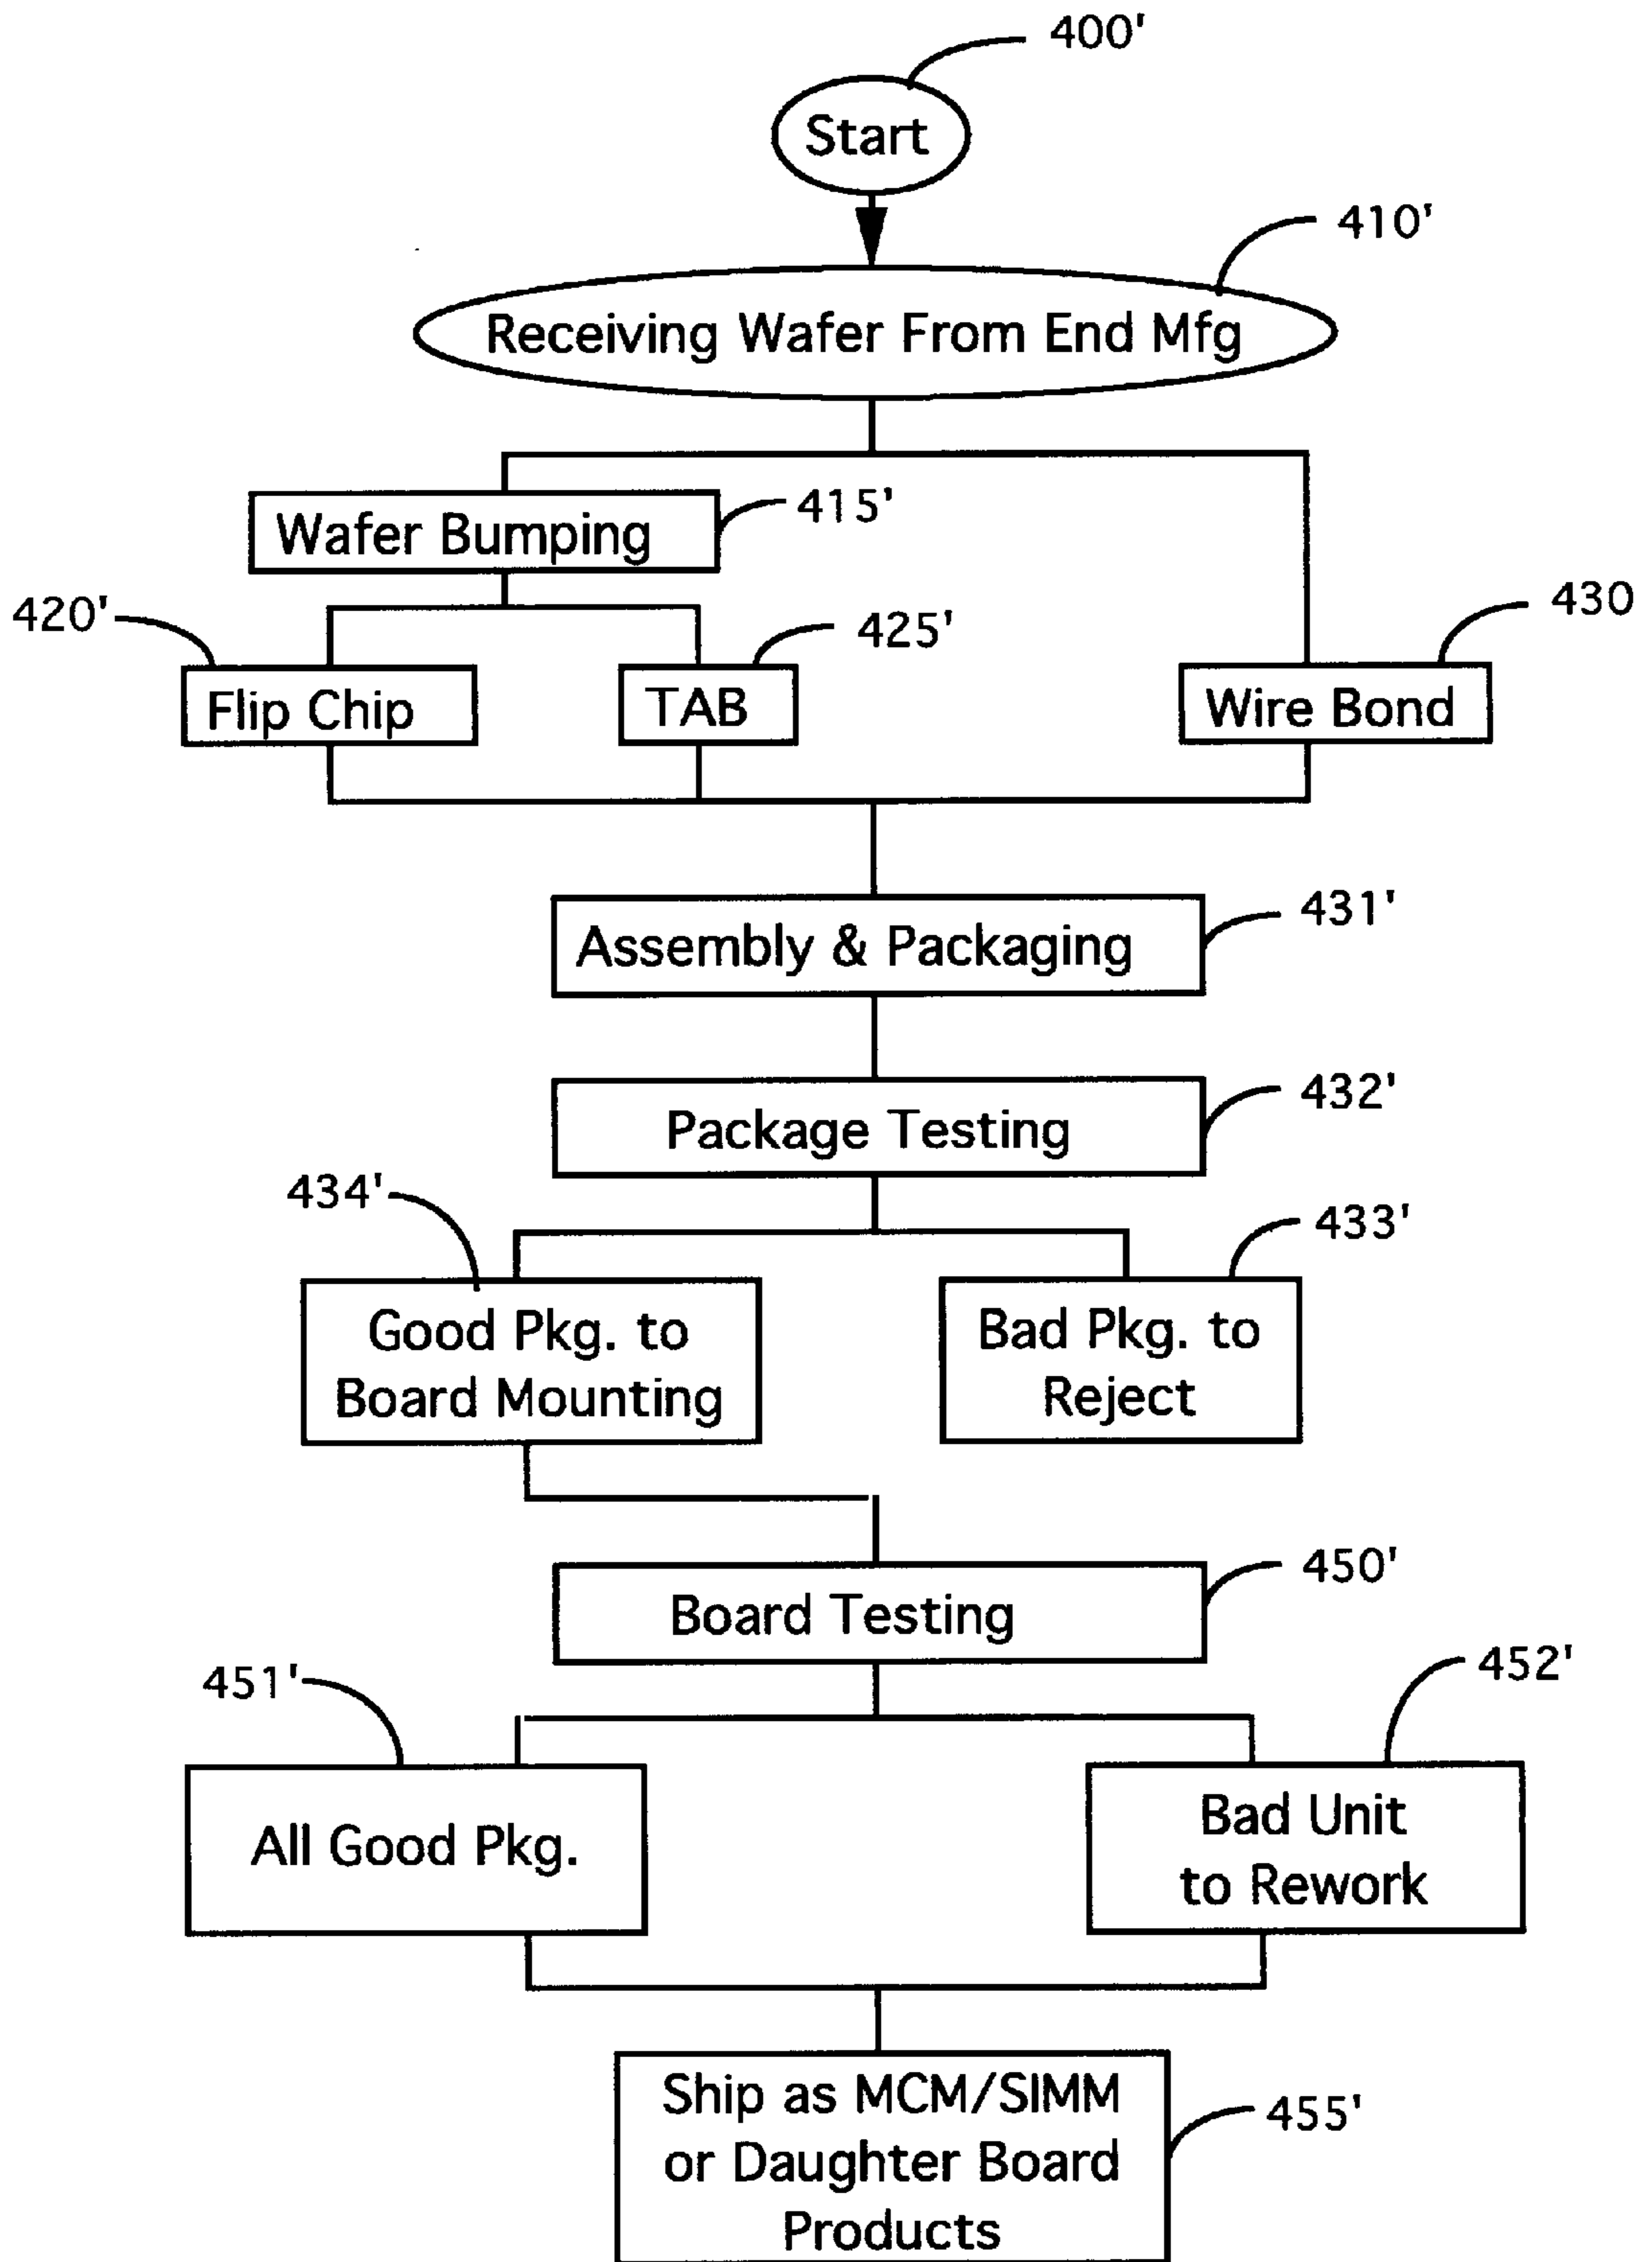 400'
Start
410'
Receiving Wafer From End Mfg
Wafer Bumping
415'
420'
425'
430
Flip Chip
TAB
Wire Bond
431'
Assembly & Packaging
432'
Package Testing
434'
433'
Good Pkg. to
Board Mounting
Bad Pkg. to
Reject
450'
Board Testing
451'
452'
All Good Pkg.
Bad Unit
to Rework
Ship as MCM/SIMM
or Daughter Board
Products
455'